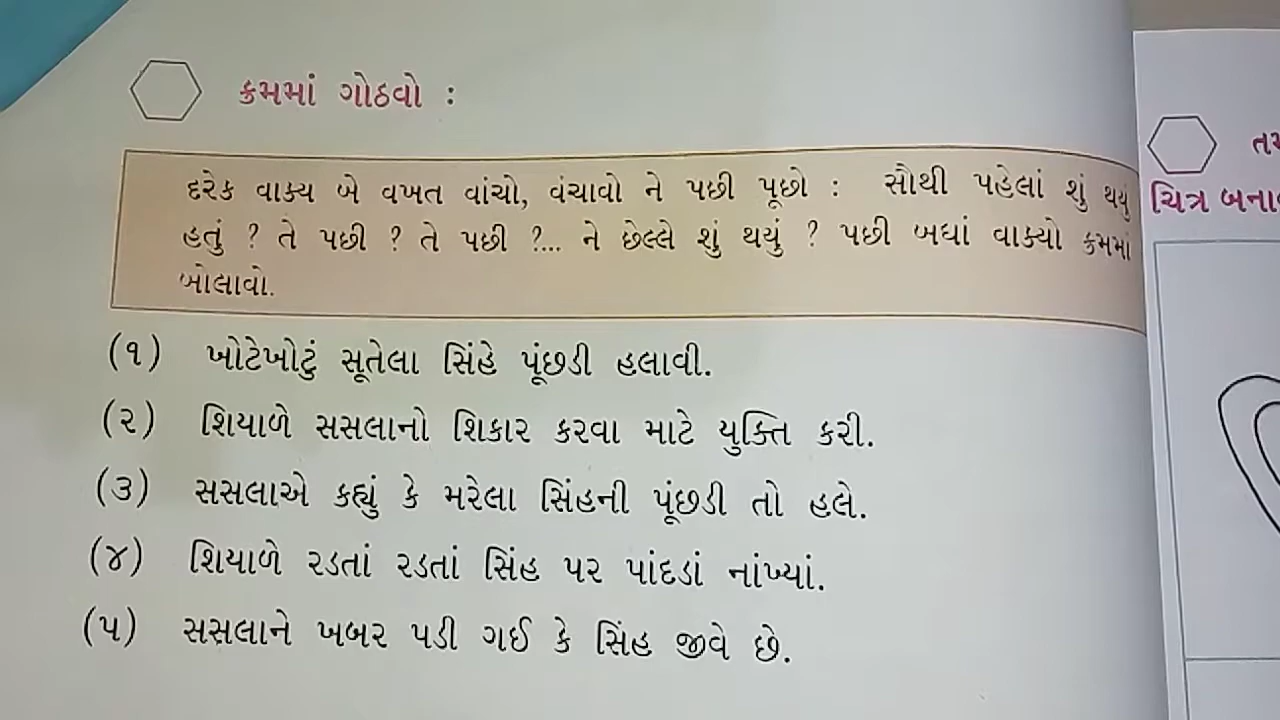 ક્રમમાં ગોઠવો :
દરેક વાક્ય બે વખત વાંચો, વંચાવો ને પછી પૂછો : સૌથી પહેલાં શું થયું
હતું ? તે પછી ? તે પછી ?... ને છેલ્લે શું થયું ? પછી બધાં વાક્યો ક્રમમાં
બોલાવો.
(૧) ખોટેખોટું સૂતેલા સિંહે પૂંછડી હલાવી.
(૨) શિયાળે સસલાનો શિકાર કરવા માટે યુક્તિ કરી.
(૩) સસલાએ કહ્યું કે મરેલા સિંહની પૂંછડી તો હલે.
(૪) શિયાળે રડતાં રડતાં સિંહ પર પાંદડાં નાંખ્યાં.
(૫) સસલાને ખબર પડી ગઈ કે સિંહ જીવે છે.
ચિત્ર